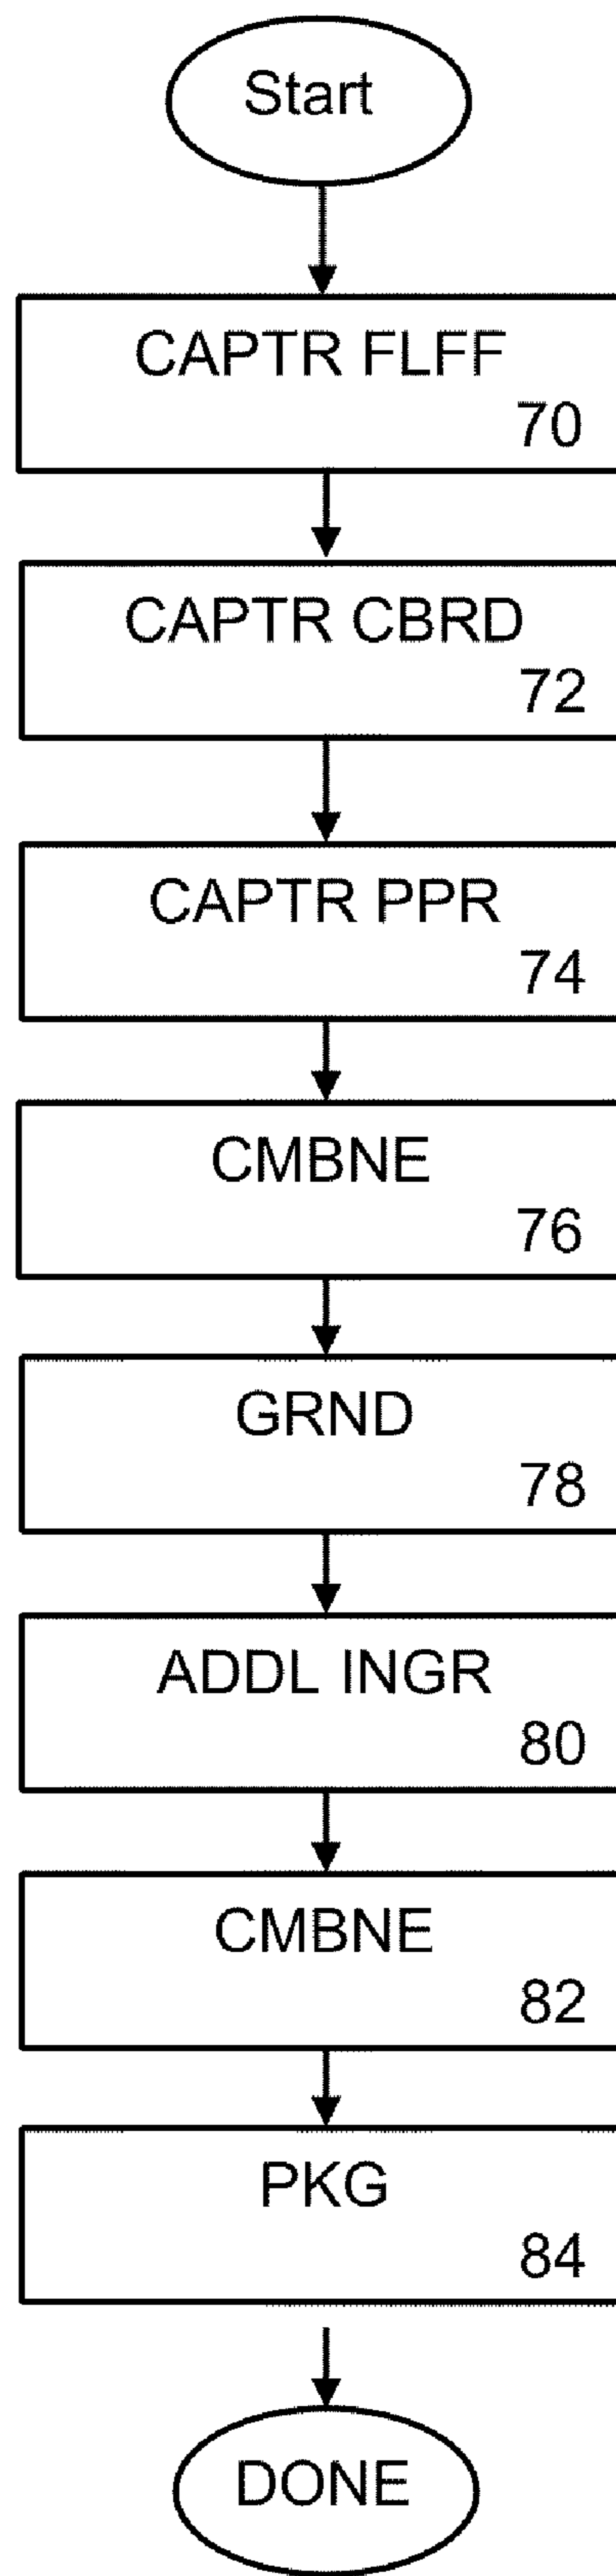 Start
CAPTR FLFF
70
CAPTR CBRD
72
CAPTR PPR
74
CMBNE
76
GRND
78
ADDL INGR
80
CMBNE
82
PKG
84
DONE